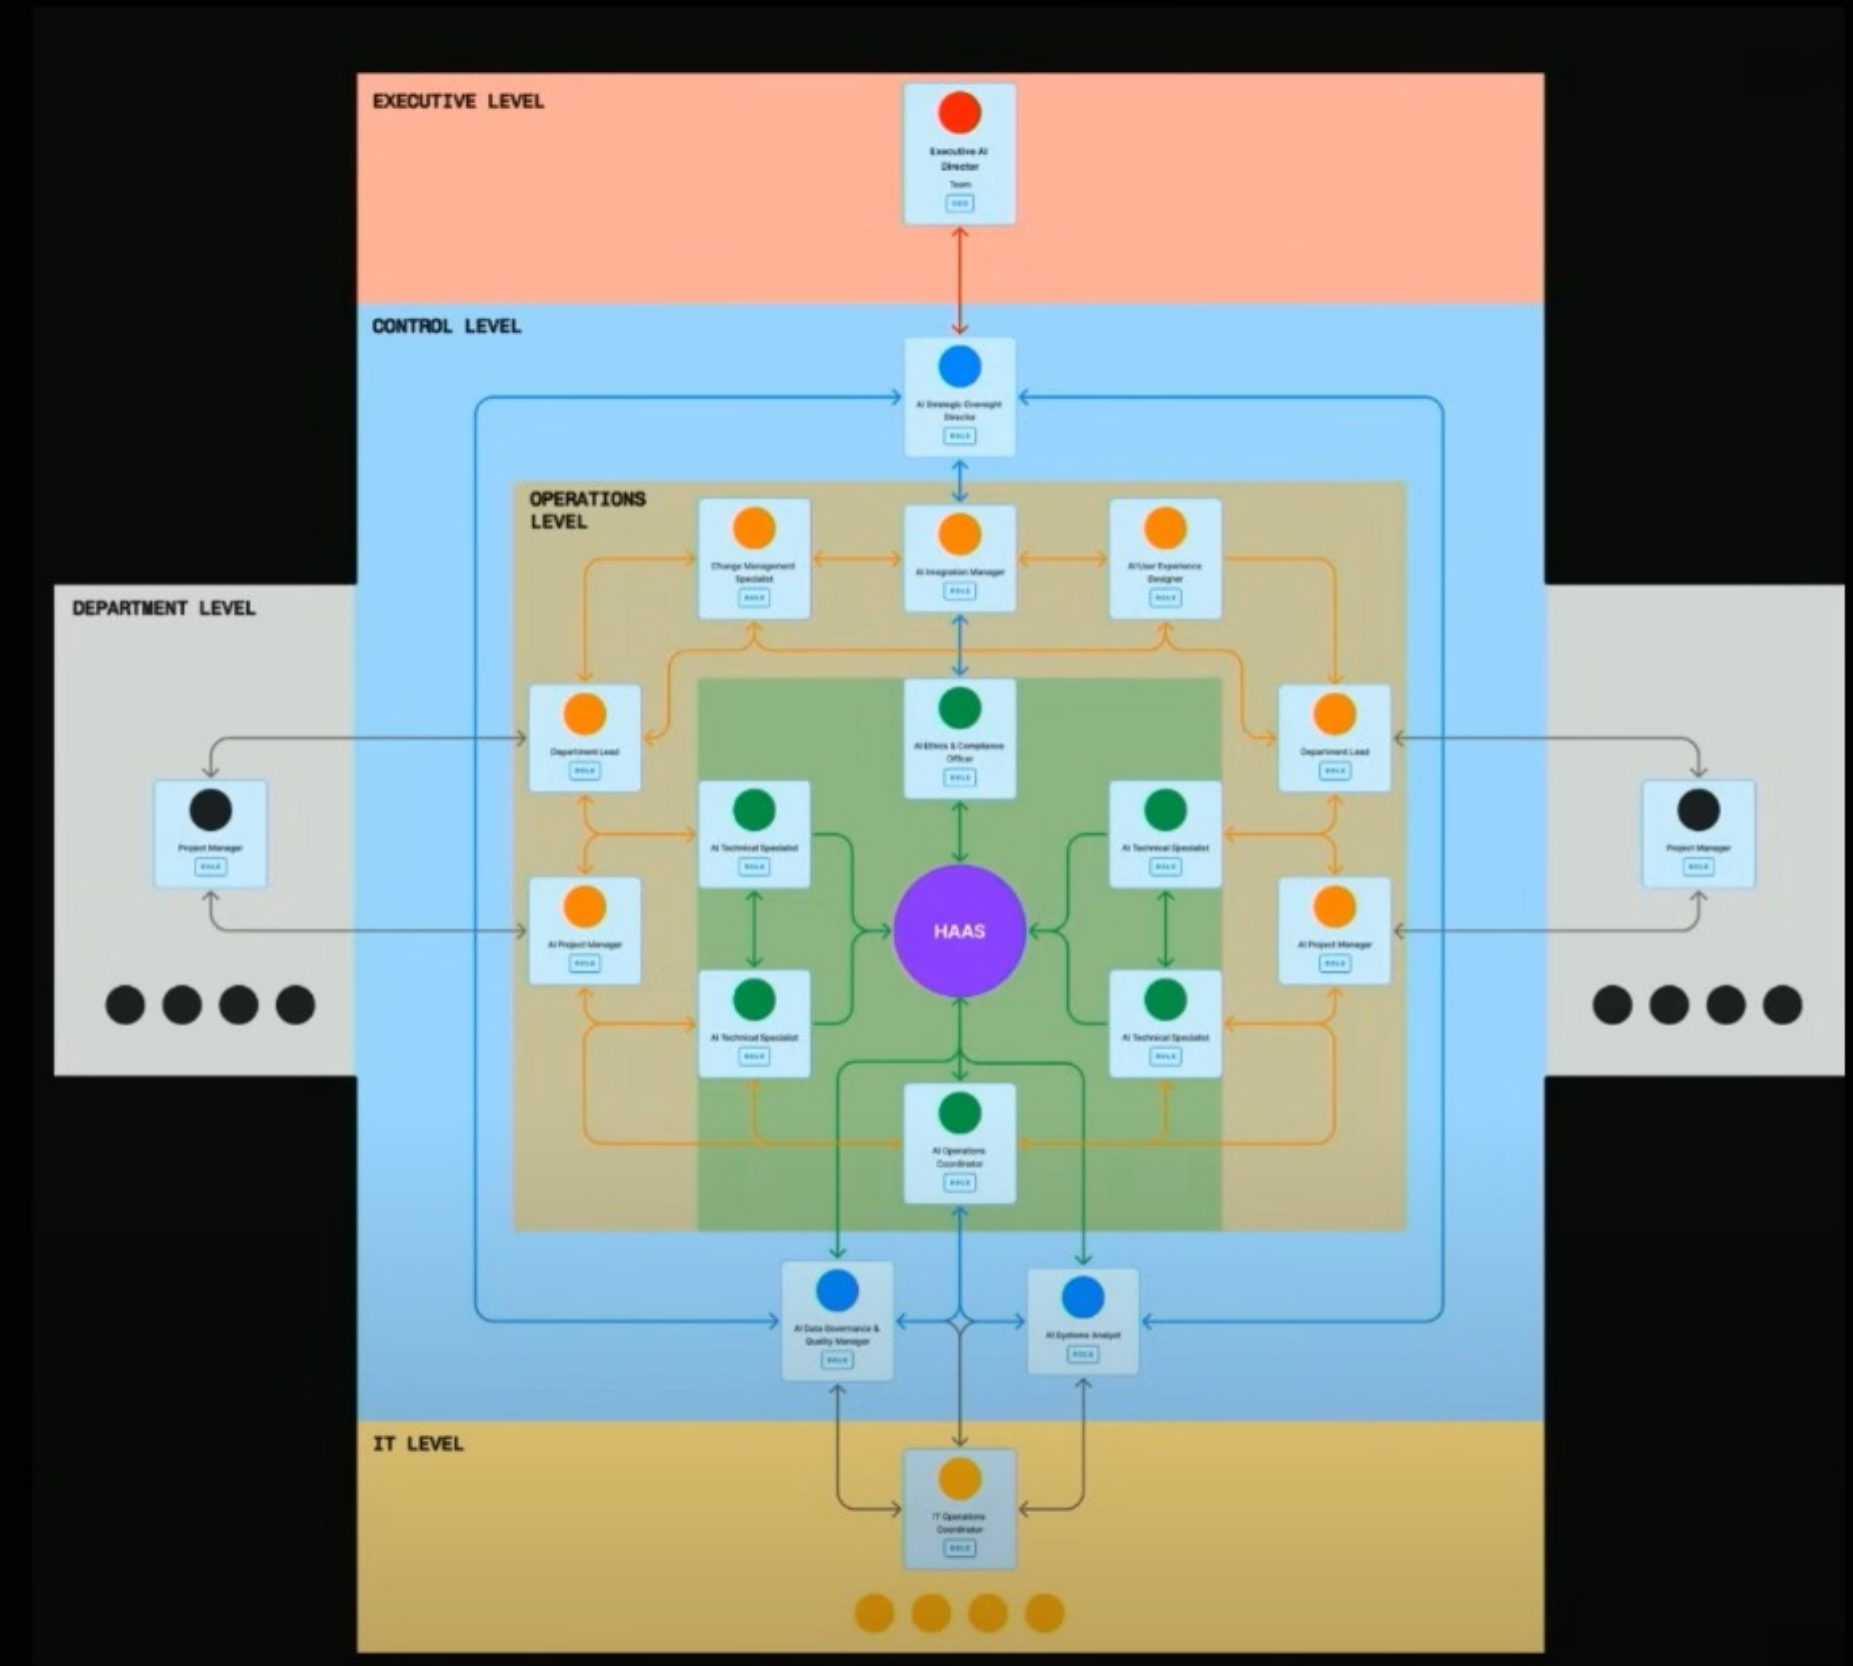 EXECUTIVE LEVEL
Executive AI
Director
Team
CEO
CONTROL LEVEL
AI Strategic Oversight
Director
ROLE
OPERATIONS
LEVEL
Change Management
Specialist
ROLE
AI Integration Manager
ROLE
AI User Experience
Designer
ROLE
DEPARTMENT LEVEL
Department Lead
ROLE
AI Ethics & Compliance
Officer
ROLE
Department Lead
ROLE
Project Manager
ROLE
AI Technical Specialist
ROLE
AI Technical Specialist
ROLE
Project Manager
ROLE
AI Project Manager
ROLE
HAAS
AI Project Manager
ROLE
AI Technical Specialist
ROLE
AI Technical Specialist
ROLE
AI Operations
Coordinator
ROLE
AI Data Governance &
Quality Manager
ROLE
AI Systems Analyst
ROLE
IT LEVEL
IT Operations
Coordinator
ROLE